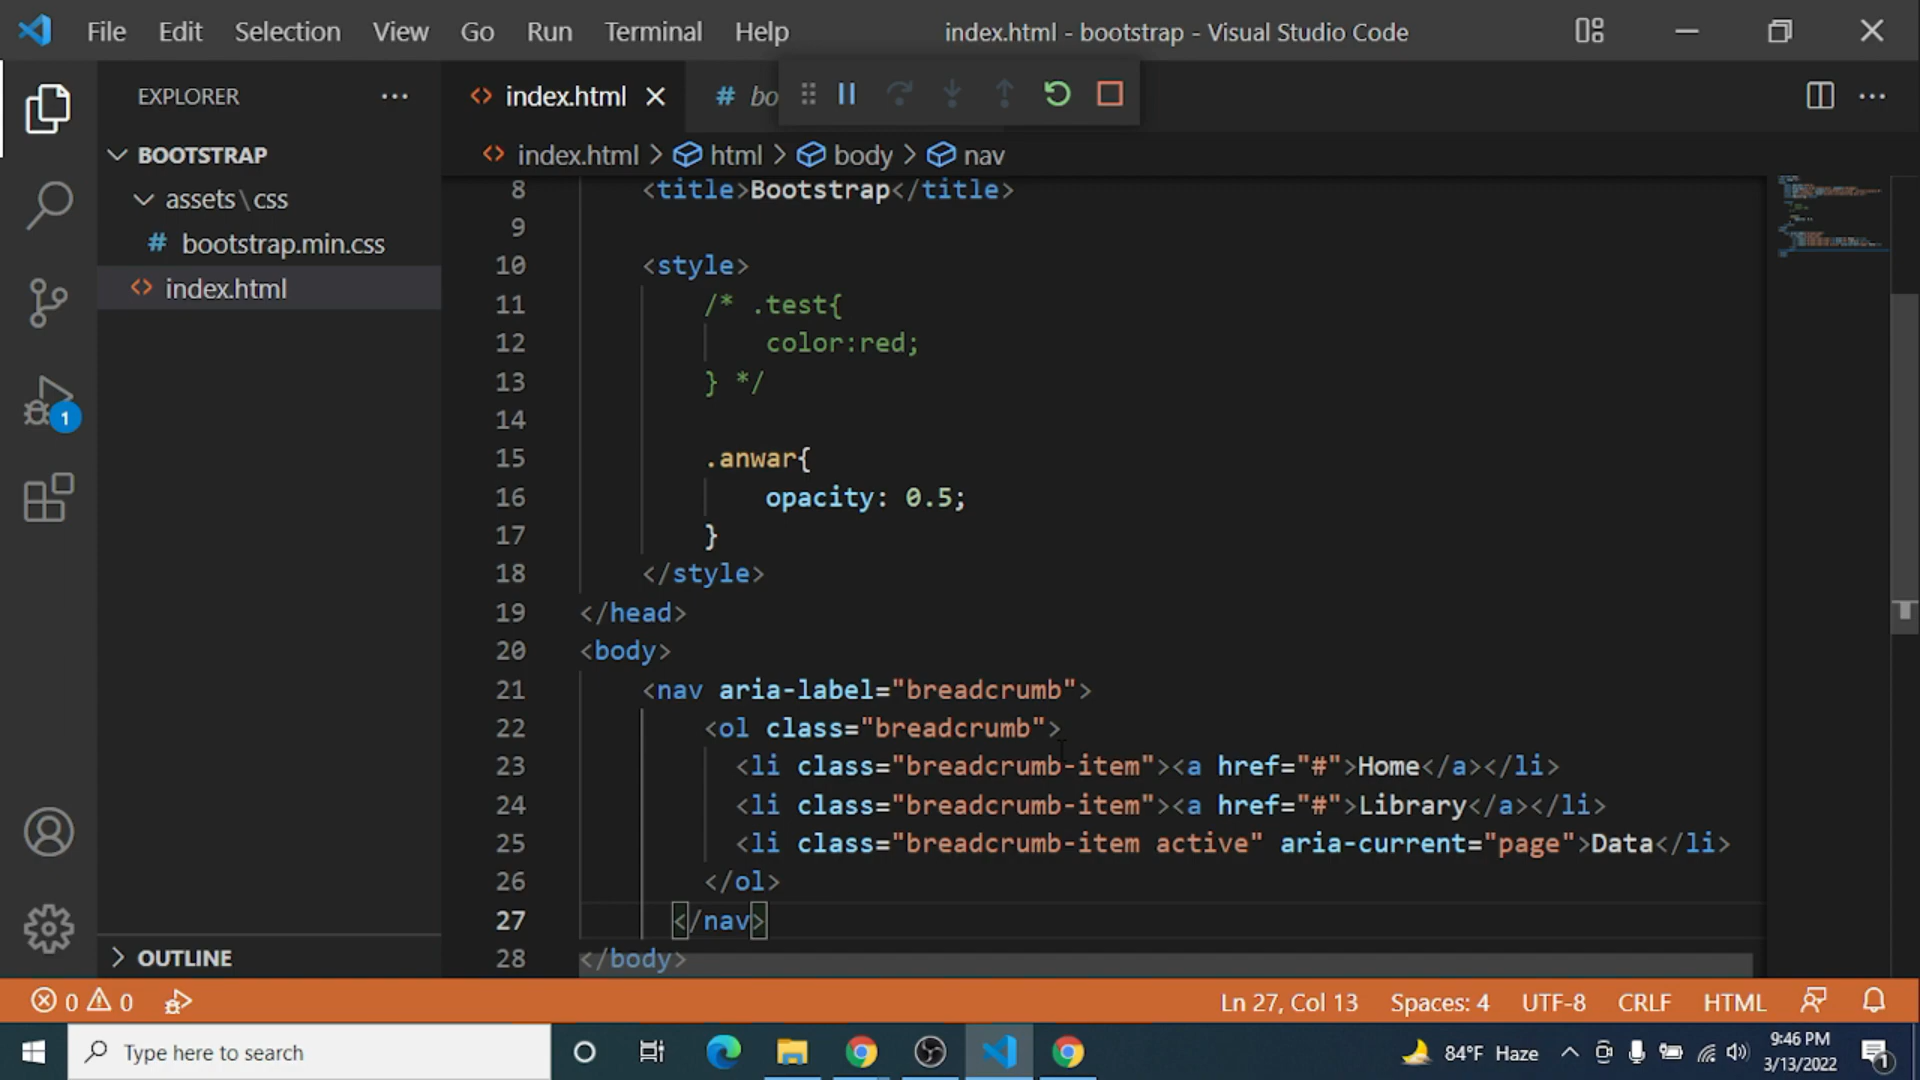 File Edit Selection View Go Run Terminal Help index.html - bootstrap - Visual Studio Code
EXPLORER
index.html
# bo
BOOTSTRAP
index.html > html > body > nav
assets\css
# bootstrap.min.css
index.html
8 <title>Bootstrap</title>
9
10 <style>
11 /* .test{
12 color:red;
13 } */
14
15 .anwar{
16 opacity: 0.5;
17 }
18 </style>
19 </head>
20 <body>
21 <nav aria-label="breadcrumb">
22 <ol class="breadcrumb">
23 <li class="breadcrumb-item"><a href="#">Home</a></li>
24 <li class="breadcrumb-item"><a href="#">Library</a></li>
25 <li class="breadcrumb-item active" aria-current="page">Data</li>
26 </ol>
27 </nav>
28 </body>
1
OUTLINE
0 0
Ln 27, Col 13 Spaces: 4 UTF-8 CRLF HTML
Type here to search
84°F Haze
9:46 PM
3/13/2022
1